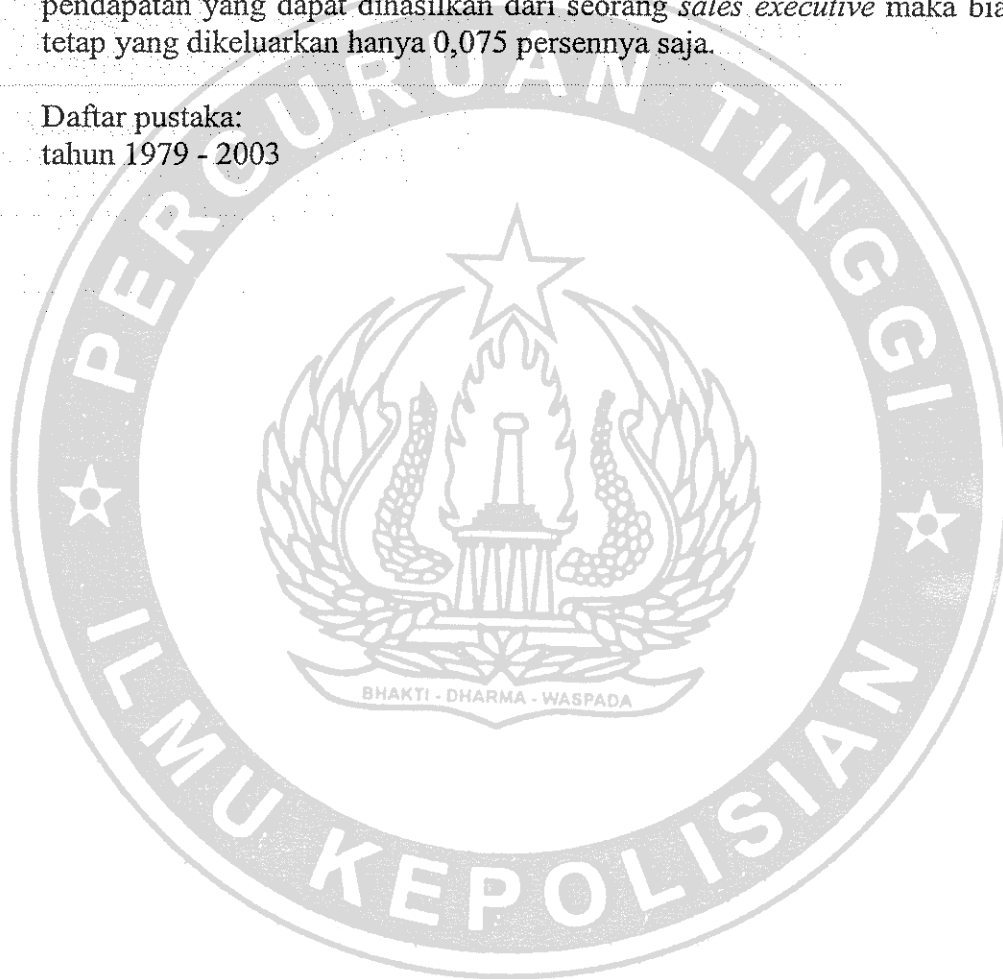 pendapatan yang dapat dihasilkan dari seorang sales executive maka bia
tetap yang dikeluarkan hanya 0,075 persennya saja.
Daftar pustaka:
tahun 1979 - 2003
PERGURUAN TINGGI
BHAKTI - DHARMA - WASPADA
ILMU KEPOLISIAN